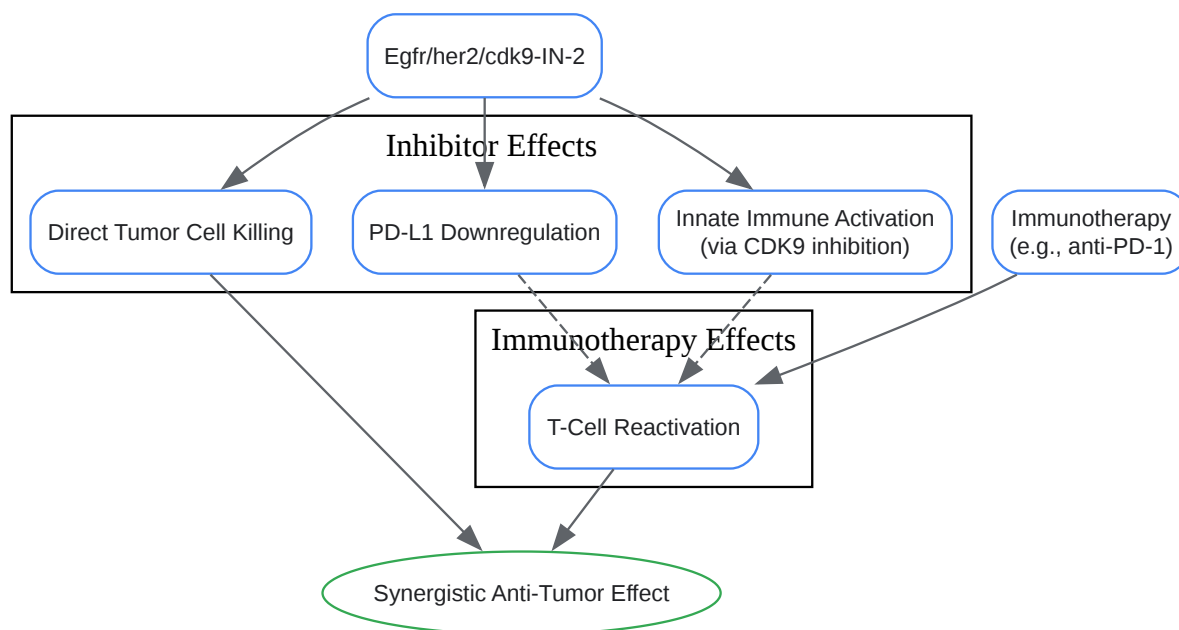 Egfr/her2/cdk9-IN-2
Inhibitor Effects
Direct Tumor Cell Killing
PD-L1 Downregulation
Innate Immune Activation
(via CDK9 inhibition)
Immunotherapy
(e.g., anti-PD-1)
Immunotherapy Effects
T-Cell Reactivation
Synergistic Anti-Tumor Effect